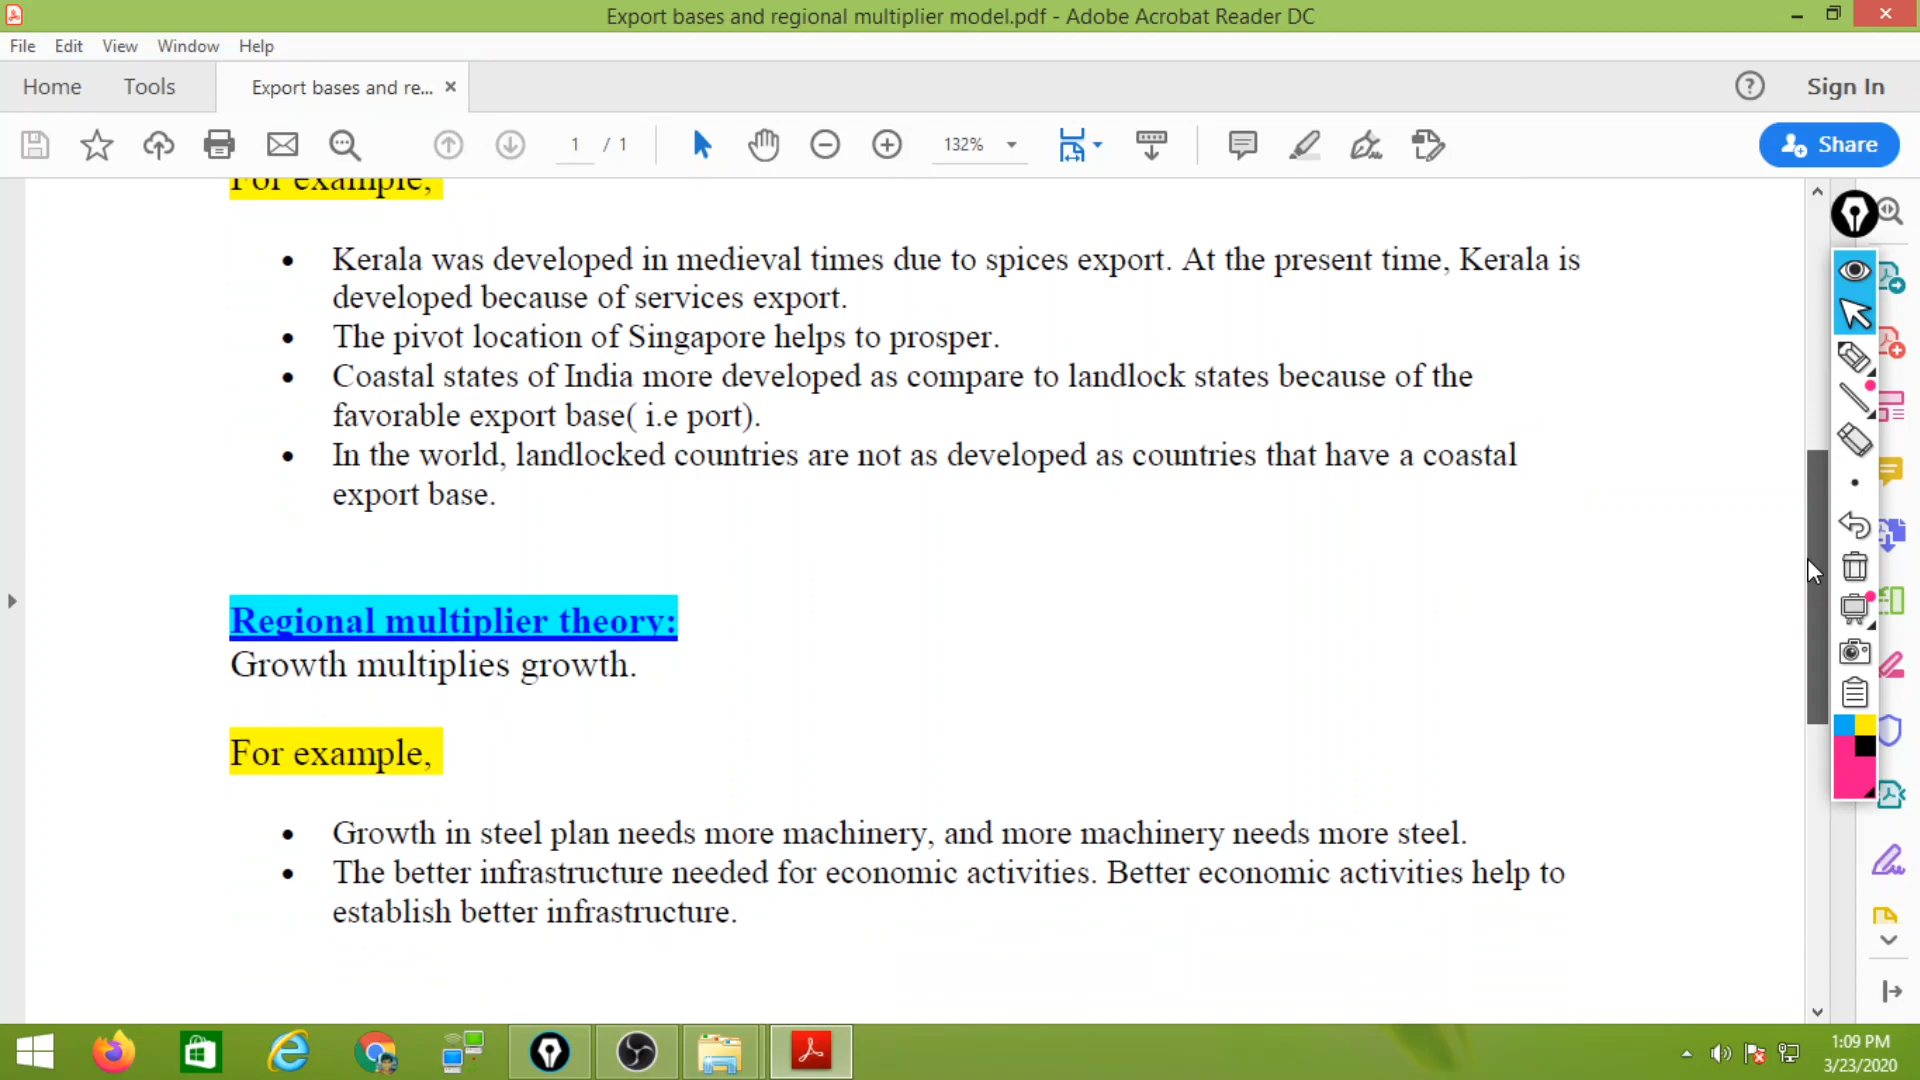 Export bases and regional multiplier model.pdf - Adobe Acrobat Reader DC
File Edit View Window Help
Home Tools Export bases and re... Sign In
1 / 1 132% Share
For example,
Kerala was developed in medieval times due to spices export. At the present time, Kerala is
developed because of services export.
The pivot location of Singapore helps to prosper.
Coastal states of India more developed as compare to landlock states because of the
favorable export base( i.e port).
In the world, landlocked countries are not as developed as countries that have a coastal
export base.
Regional multiplier theory:
Growth multiplies growth.
For example,
Growth in steel plan needs more machinery, and more machinery needs more steel.
The better infrastructure needed for economic activities. Better economic activities help to
establish better infrastructure.
1:09 PM
3/23/2020